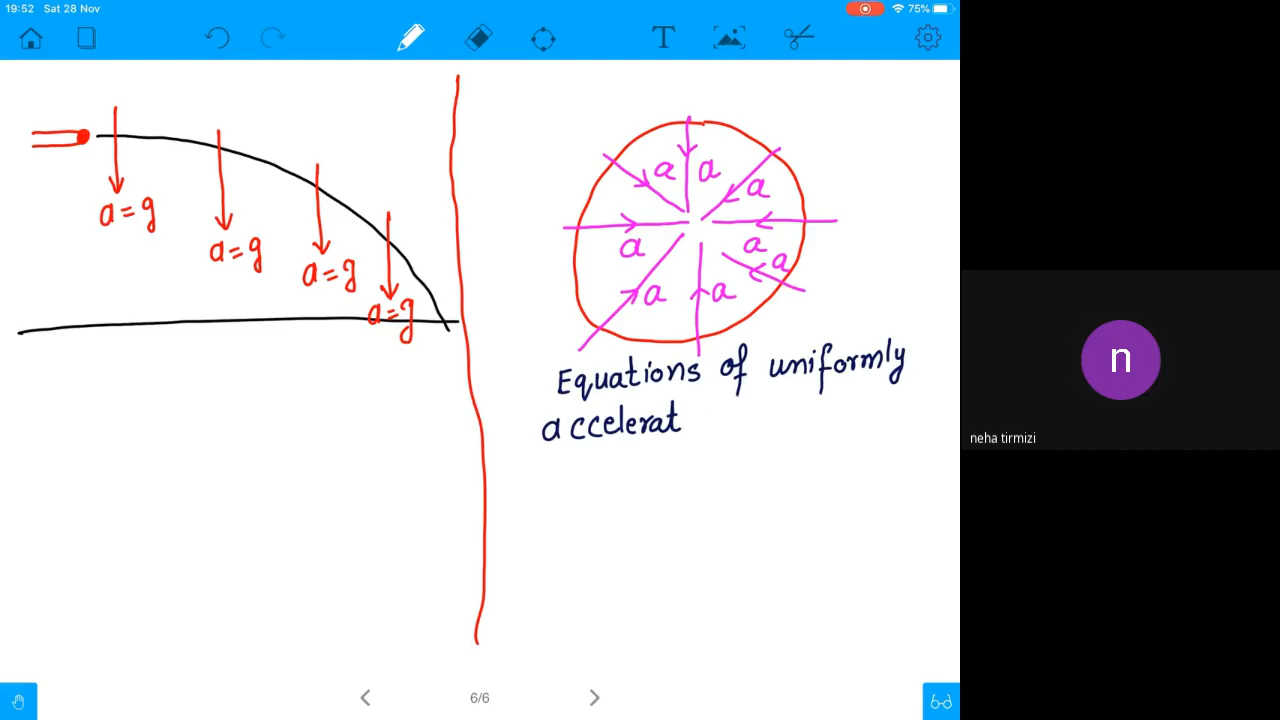 19:52 Sat 28 Nov
75%
T
a=g
a=g
a=g
a=g
a a
a
a
a
a
a
a
Equations of uniformly
accelerat
n
neha tirmizi
6/6